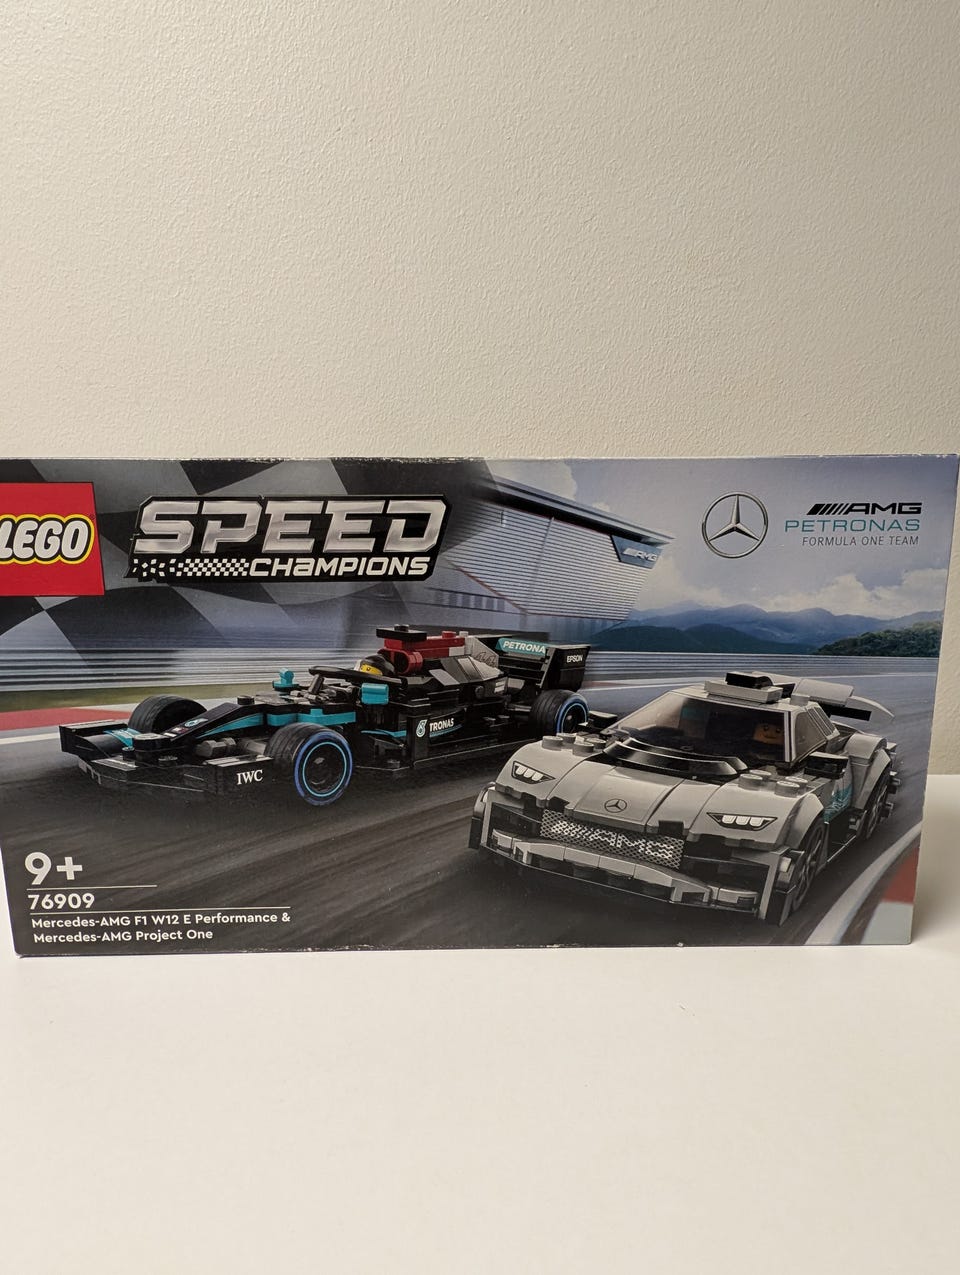 LEGO
SPEED
CHAMPIONS
AMG
AMG
PETRONAS
FORMULA ONE TEAM
PETRONA
EPSON
TRONAS
IWC
AMG
9+
76909
Mercedes-AMG F1 W12 E Performance &
Mercedes-AMG Project One